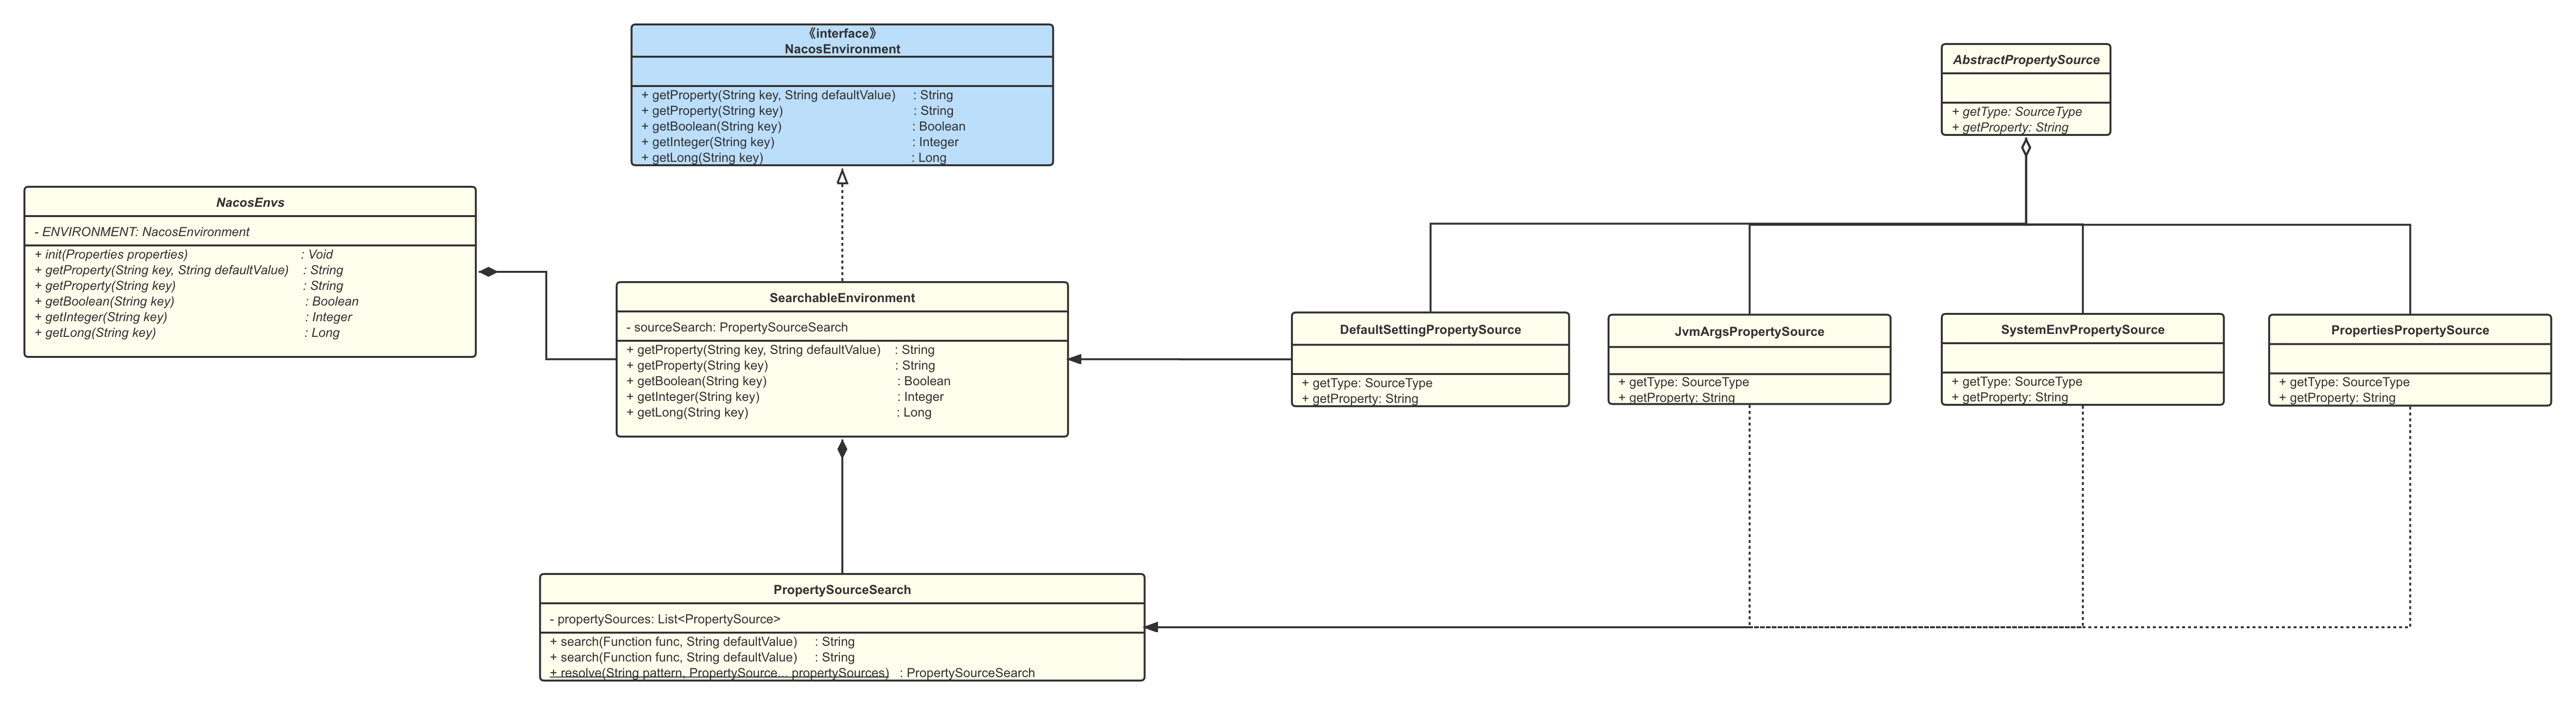 《interface》
NacosEnvironment
+ getProperty(String key, String defaultValue) : String
+ getProperty(String key) : String
+ getBoolean(String key) : Boolean
+ getInteger(String key) : Integer
+ getLong(String key) : Long
AbstractPropertySource
+ getType: SourceType
+ getProperty: String
NacosEnvs
- ENVIRONMENT: NacosEnvironment
+ init(Properties properties) : Void
+ getProperty(String key, String defaultValue) : String
+ getProperty(String key) : String
+ getBoolean(String key) : Boolean
+ getInteger(String key) : Integer
+ getLong(String key) : Long
SearchableEnvironment
- sourceSearch: PropertySourceSearch
+ getProperty(String key, String defaultValue) : String
+ getProperty(String key) : String
+ getBoolean(String key) : Boolean
+ getInteger(String key) : Integer
+ getLong(String key) : Long
DefaultSettingPropertySource
+ getType: SourceType
+ getProperty: String
JvmArgsPropertySource
+ getType: SourceType
+ getProperty: String
SystemEnvPropertySource
+ getType: SourceType
+ getProperty: String
PropertiesPropertySource
+ getType: SourceType
+ getProperty: String
PropertySourceSearch
- propertySources: List<PropertySource>
+ search(Function func, String defaultValue) : String
+ search(Function func, String defaultValue) : String
+ resolve(String pattern, PropertySource... propertySources) : PropertySourceSearch